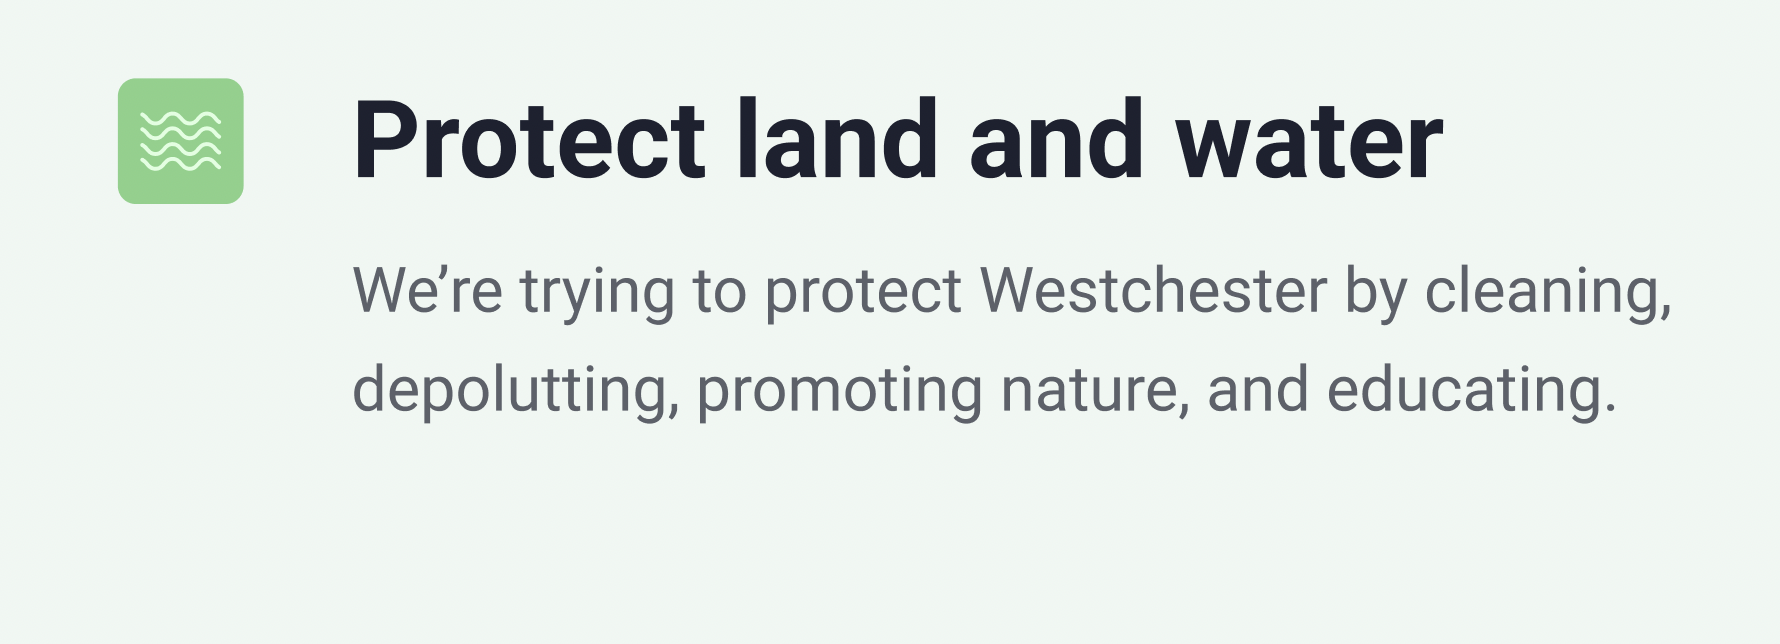 Protect land and water
We’re trying to protect Westchester by cleaning,
depolutting, promoting nature, and educating.